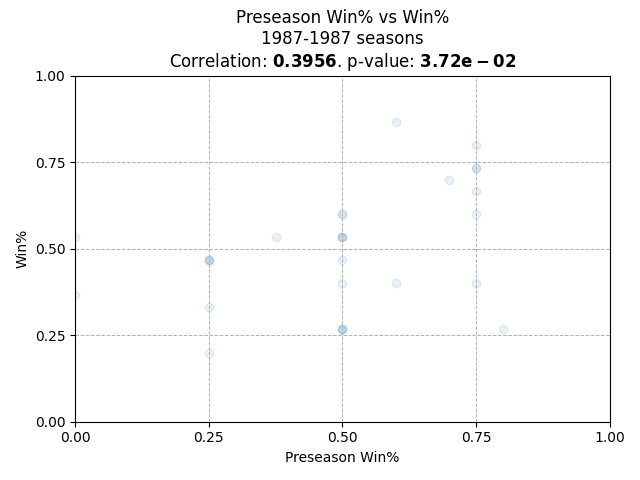 Preseason Win% vs Win%
1987-1987 seasons
Correlation: 0.3956. p-value: 3.72e − 02
1.00
0.75
0.50
0.25
0.00
Win%
0.00 0.25 0.50 0.75 1.00
Preseason Win%